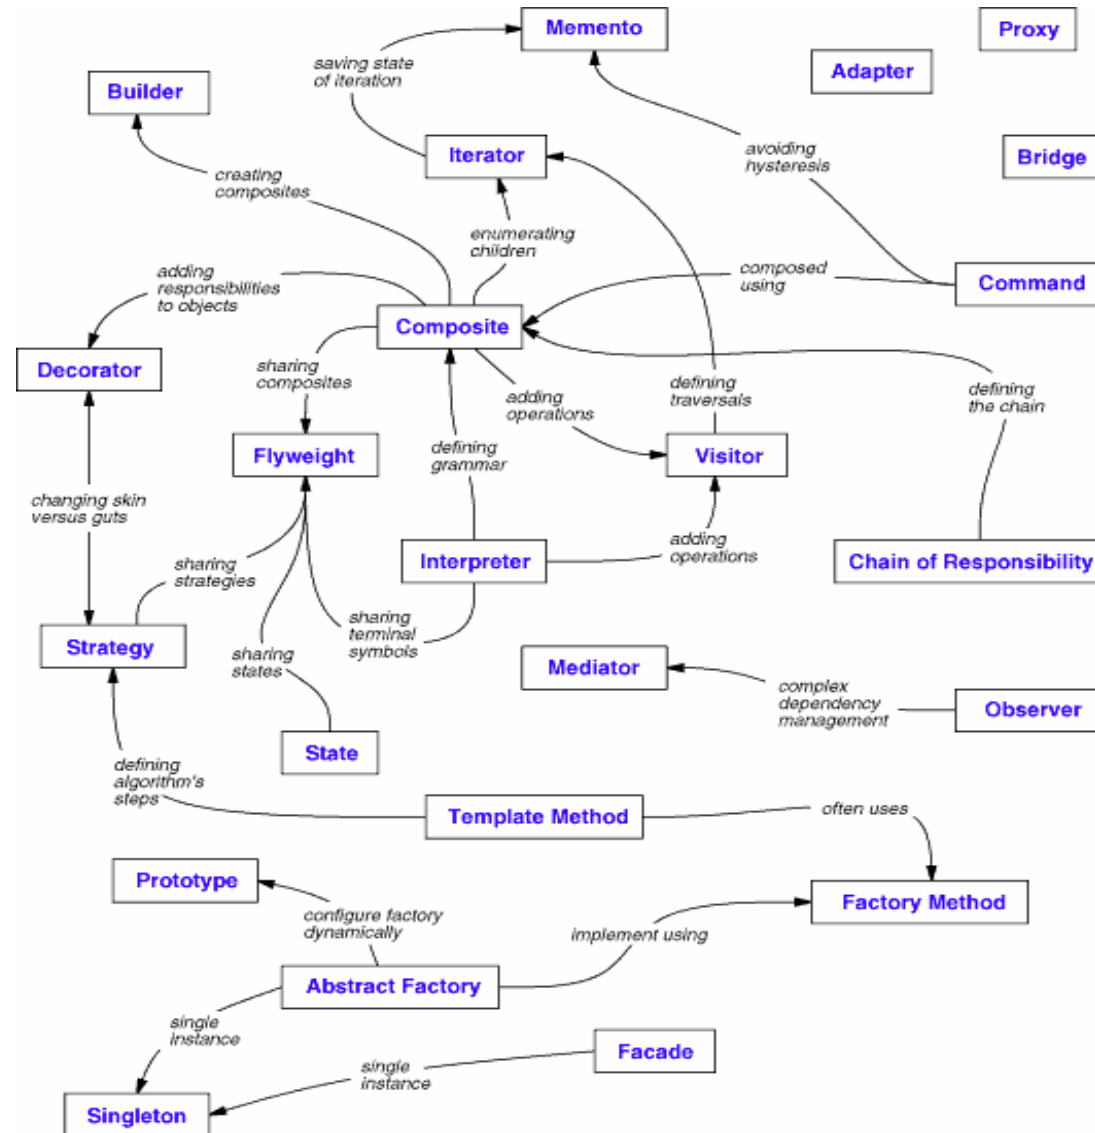 Memento
Proxy
saving state
of iteration
Adapter
Builder
Iterator
avoiding
hysteresis
Bridge
creating
composites
enumerating
children
adding
responsibilities
to objects
composed
using
Command
Composite
Decorator
sharing
composites
adding
operations
defining
traversals
defining
the chain
Flyweight
defining
grammar
Visitor
changing skin
versus guts
adding
operations
Interpreter
Chain of Responsibility
sharing
strategies
sharing
terminal
symbols
Strategy
sharing
states
Mediator
complex
dependency
management
Observer
State
defining
algorithm's
steps
Template Method
often uses
Prototype
Factory Method
configure factory
dynamically
implement using
Abstract Factory
single
instance
Facade
single
instance
Singleton